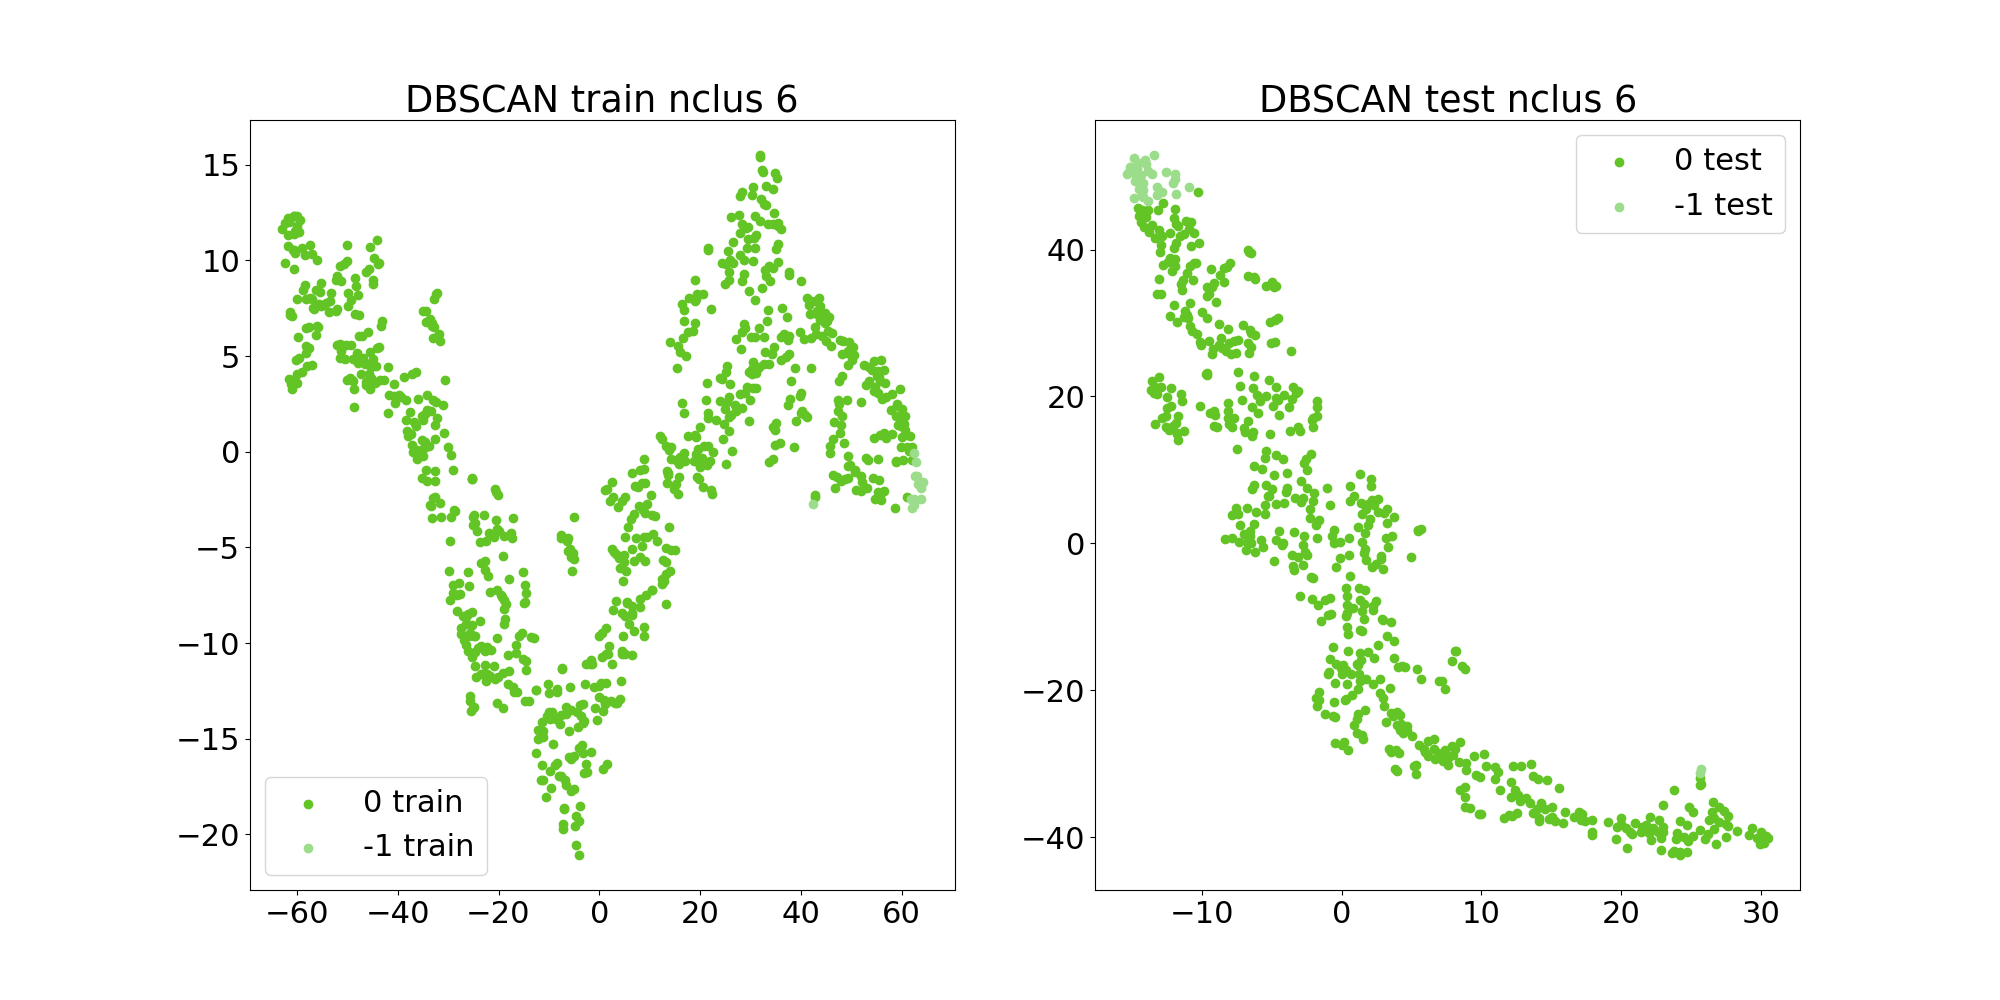 DBSCAN train nclus 6
15
10
5
0
−5
−10
−15
−20
−60 −40 −20 0 20 40 60
0 train
-1 train
DBSCAN test nclus 6
40
20
0
−20
−40
−10 0 10 20 30
0 test
-1 test